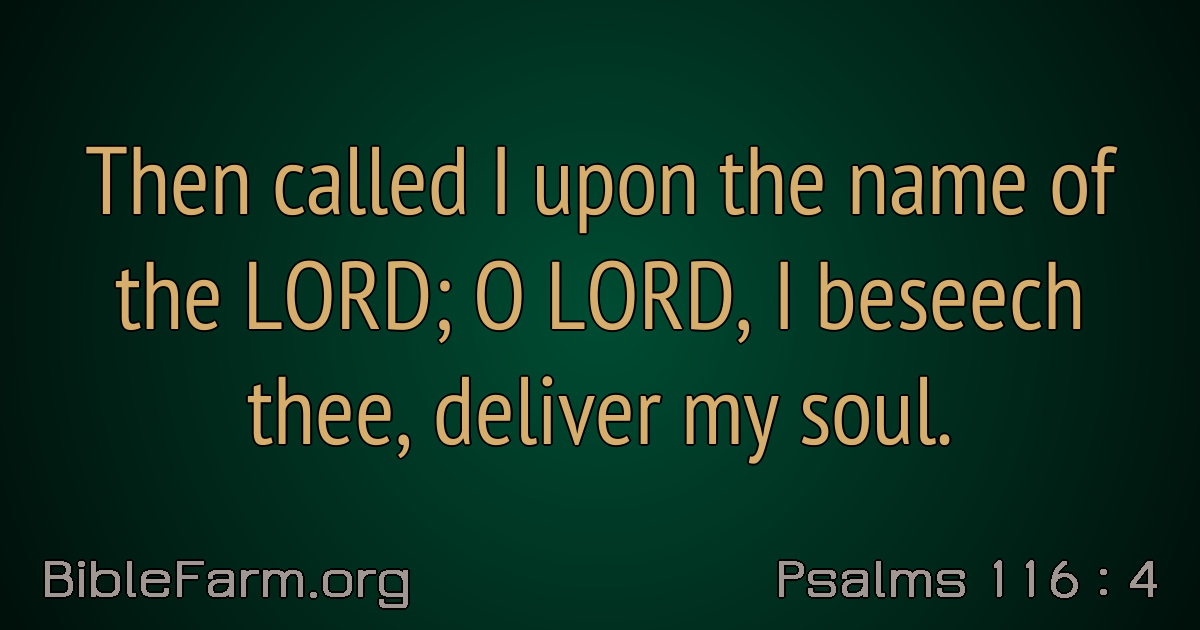 Then called I upon the name of
the LORD; O LORD, I beseech
thee, deliver my soul.
BibleFarm.org
Psalms 116 : 4